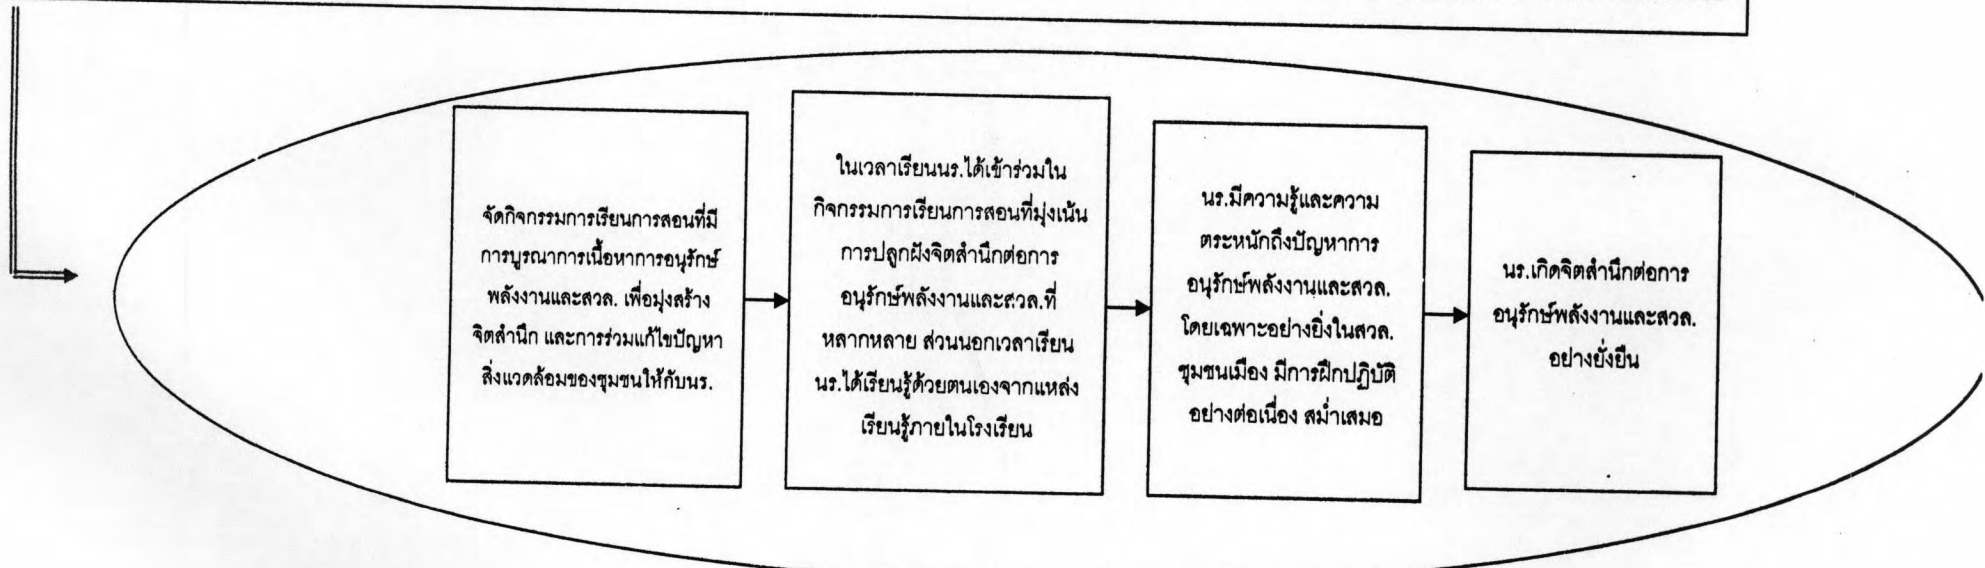 จัดกิจกรรมการเรียนการสอนที่มี
การบูรณาการเนื้อหาการอนุรักษ์
พลังงานและสวล. เพื่อมุ่งสร้าง
จิตสำนึก และการร่วมแก้ไขปัญหา
สิ่งแวดล้อมของชุมชนให้กับนร.
ในเวลาเรียนนร.ได้เข้าร่วมใน
กิจกรรมการเรียนการสอนที่มุ่งเน้น
การปลูกฝังจิตสำนึกต่อการ
อนุรักษ์พลังงานและสวล.ที่
หลากหลาย ส่วนนอกเวลาเรียน
นร.ได้เรียนรู้ด้วยตนเองจากแหล่ง
เรียนรู้ภายในโรงเรียน
นร.มีความรู้และความ
ตระหนักถึงปัญหาการ
อนุรักษ์พลังงานและสวล.
โดยเฉพาะอย่างยิ่งในสวล.
ชุมชนเมือง มีการฝึกปฏิบัติ
อย่างต่อเนื่อง สม่ำเสมอ
นร.เกิดจิตสำนึกต่อการ
อนุรักษ์พลังงานและสวล.
อย่างยั่งยืน